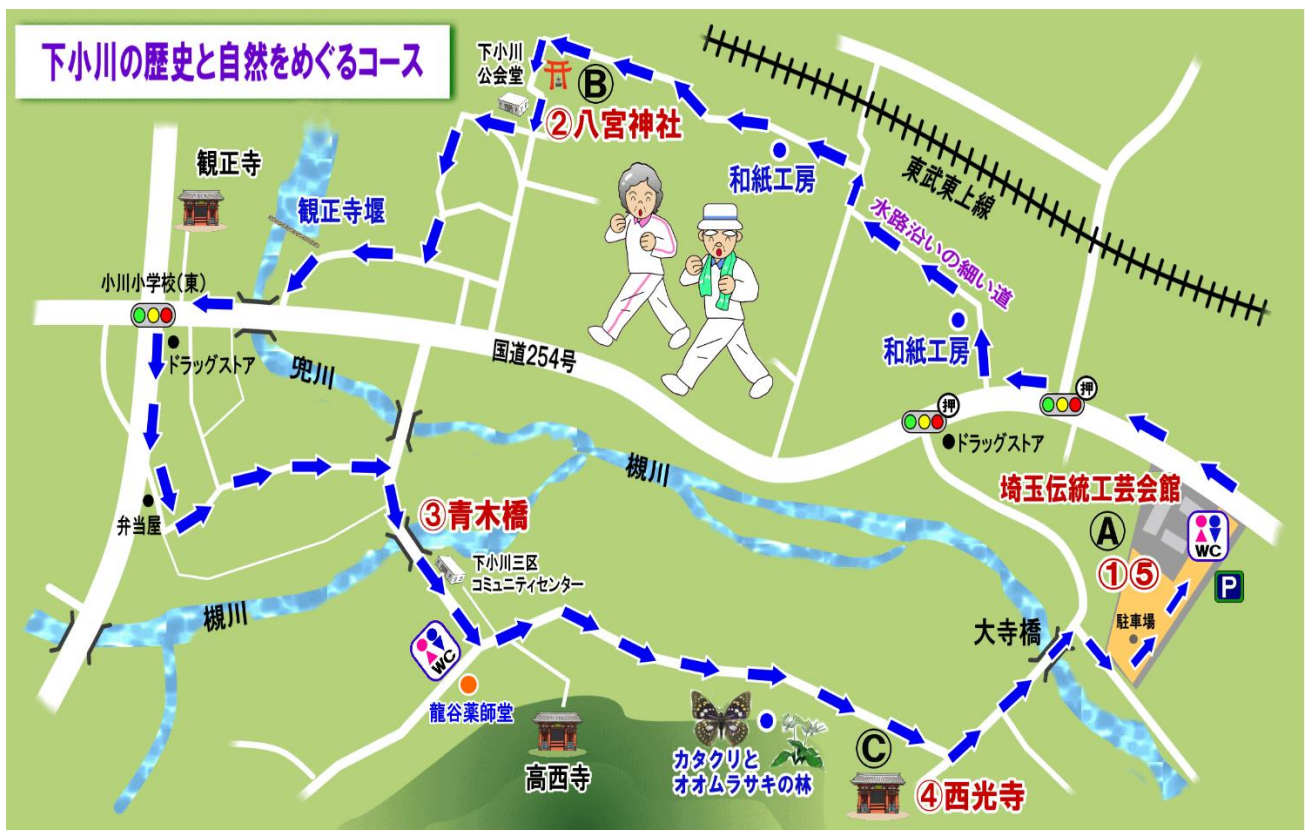 下小川の歴史と自然をめぐるコース
下小川
公会堂
Ⓑ
②八宮神社
観正寺
観正寺堰
和紙工房
東武東上線
水路沿いの細い道
小川小学校(東)
ドラッグストア
兜川
国道254号
和紙工房
押
押
ドラッグストア
槻川
埼玉伝統工芸会館
Ⓐ
WC
①⑤
P
駐車場
弁当屋
③青木橋
下小川三区
コミュニティセンター
槻川
大寺橋
WC
龍谷薬師堂
高西寺
カタクリと
オオムラサキの林
Ⓒ
④西光寺